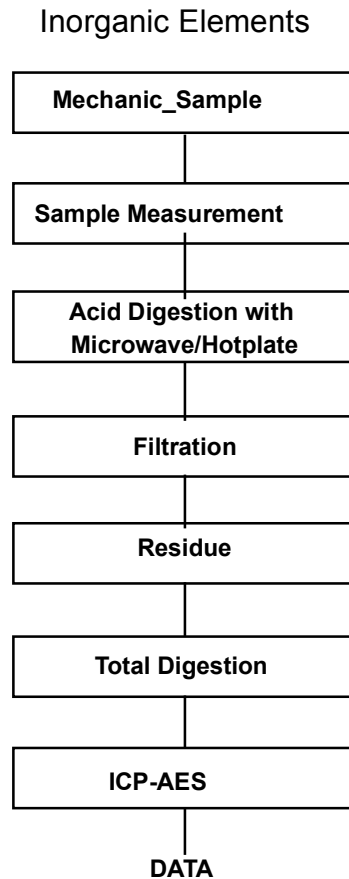 Inorganic Elements
Mechanic_Sample
Sample Measurement
Acid Digestion with
Microwave/Hotplate
Filtration
Residue
Total Digestion
ICP-AES
DATA